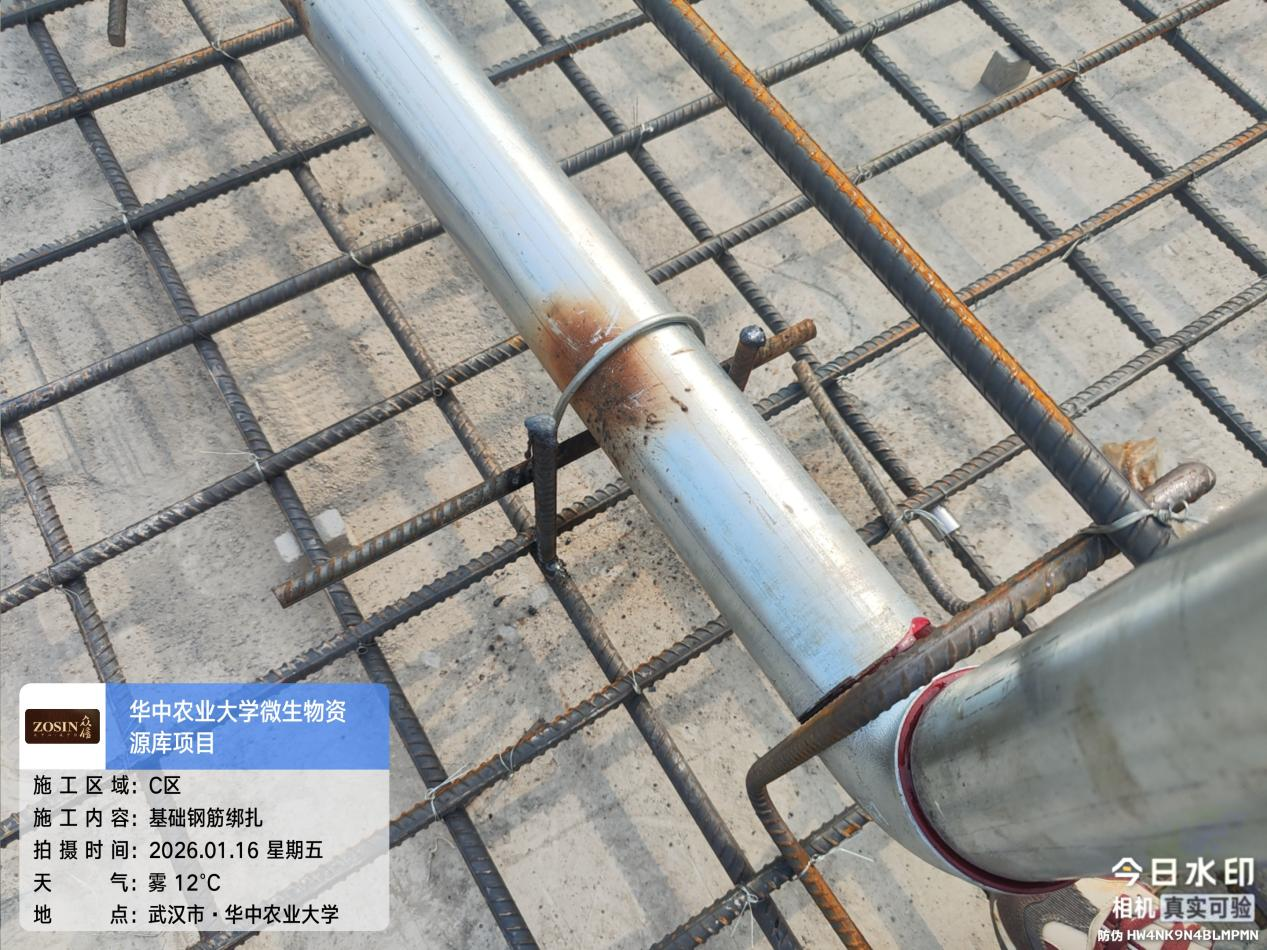 ZOSIN众信
华中农业大学微生物资
源库项目
施工区域：C区
施工内容：基础钢筋绑扎
拍摄时间：2026.01.16 星期五
天气：雾 12℃
地点：武汉市·华中农业大学
今日水印
相机 真实可验
防伪 HW4NK9N4BLMPMN